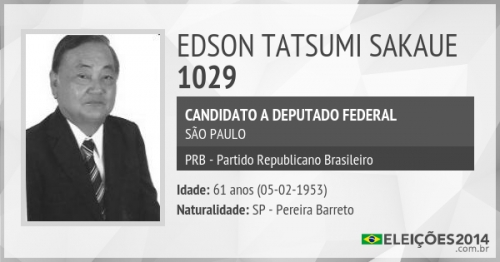 EDSON TATSUMI SAKAUE
1029
CANDIDATO A DEPUTADO FEDERAL
SÃO PAULO
PRB - Partido Republicano Brasileiro
Idade: 61 anos (05-02-1953)
Naturalidade: SP - Pereira Barreto
ELEIÇÕES2014
.com.br